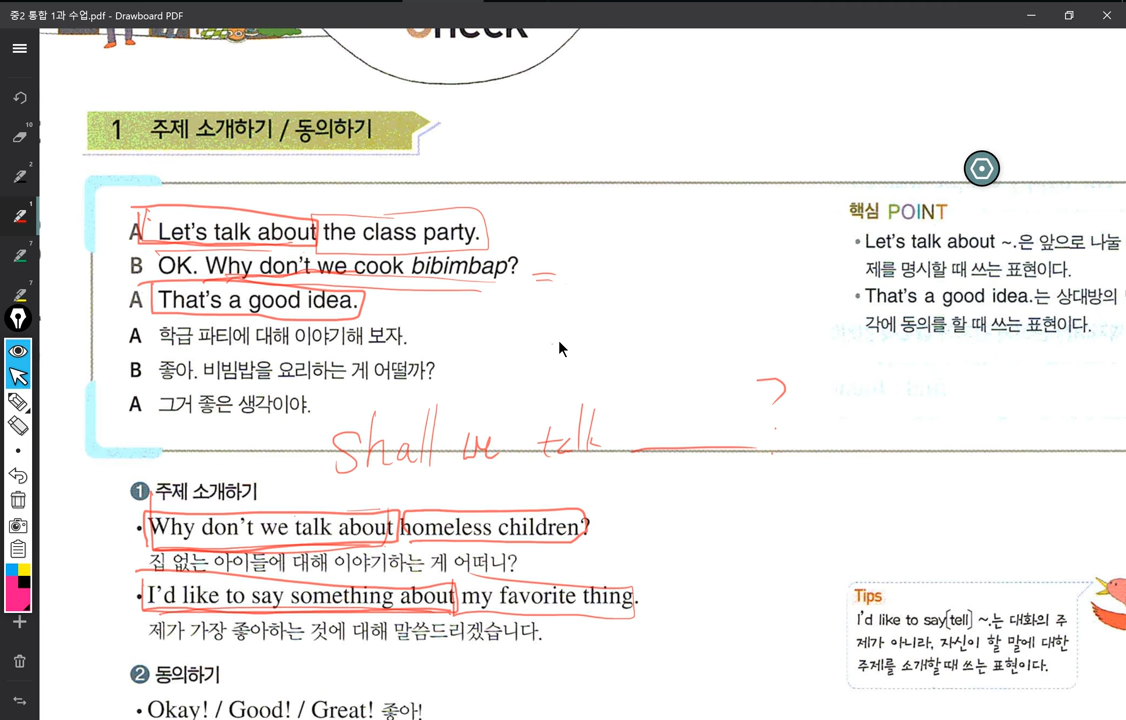 중2 통합 1과 수업.pdf - Drawboard PDF
check
1 주제 소개하기 / 동의하기
A Let's talk about the class party.
B OK. Why don't we cook bibimbap?
=
A That's a good idea.
A 학급 파티에 대해 이야기해 보자.
B 좋아. 비빔밥을 요리하는 게 어떨까?
A 그거 좋은 생각이야.
핵심 POINT
• Let's talk about ~.은 앞으로 나눌
제를 명시할 때 쓰는 표현이다.
• That's a good idea.는 상대방의
각에 동의를 할 때 쓰는 표현이다.
Shall we talk ______ ?
1 주제 소개하기
• Why don't we talk about homeless children?
집 없는 아이들에 대해 이야기하는 게 어떠니?
• I'd like to say something about my favorite thing.
제가 가장 좋아하는 것에 대해 말씀드리겠습니다.
Tips
I'd like to say[tell] ~는 대화의 주
제가 아니라, 자신이 할 말에 대한
주제를 소개할 때 쓰는 표현이다.
2 동의하기
• Okay! / Good! / Great! 좋아!
10
2
1
7
7